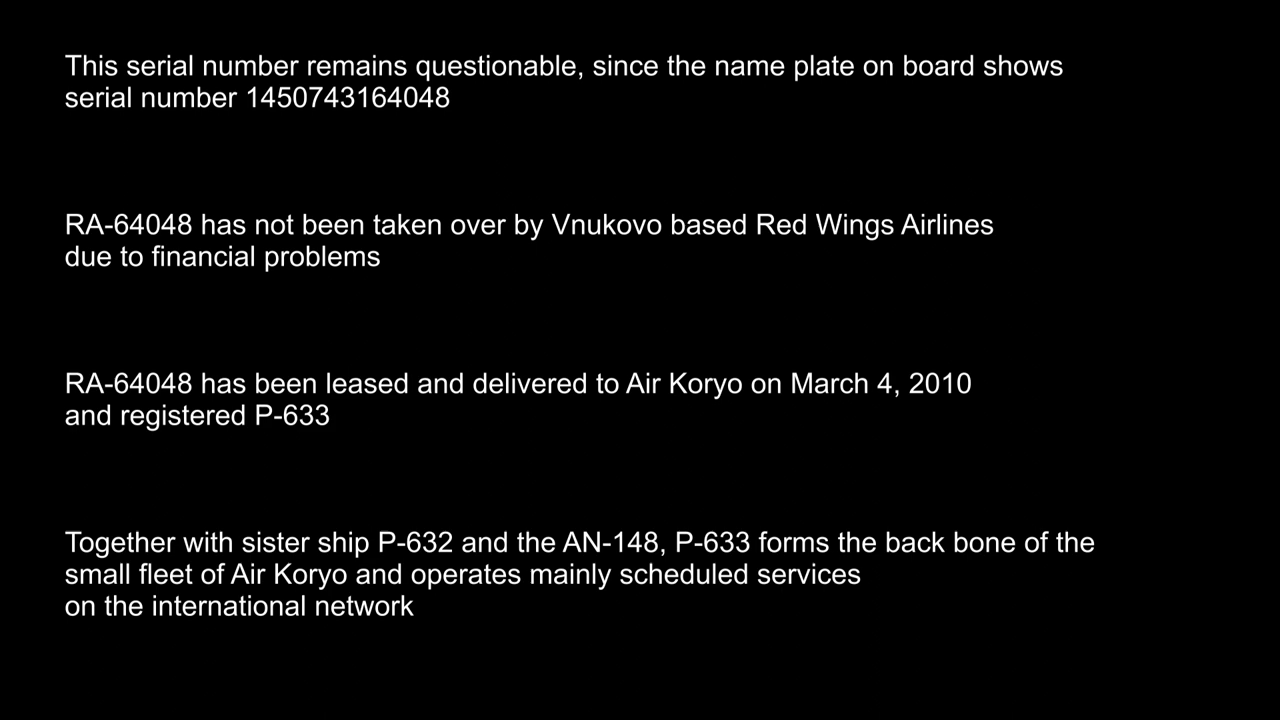 This serial number remains questionable, since the name plate on board shows
serial number 1450743164048
RA-64048 has not been taken over by Vnukovo based Red Wings Airlines
due to financial problems
RA-64048 has been leased and delivered to Air Koryo on March 4, 2010
and registered P-633
Together with sister ship P-632 and the AN-148, P-633 forms the back bone of the
small fleet of Air Koryo and operates mainly scheduled services
on the international network